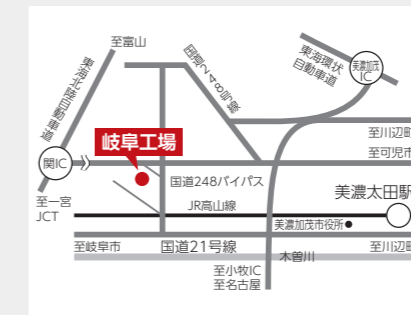 至富山
東海北陸自動車道
国道248号線
東海環状
自動車道
美濃加茂
IC
岐阜工場
至川辺町
至可児市
関IC
国道248バイパス
至一宮
JCT
JR高山線
美濃太田駅
美濃加茂市役所
至岐阜市
国道21号線
木曽川
至川辺町
至小牧IC
至名古屋